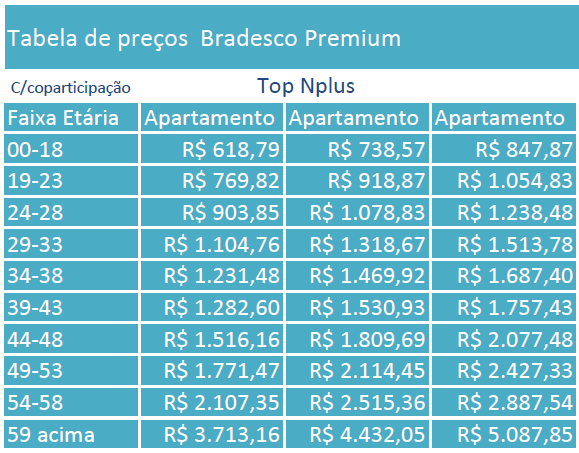 Tabela de preços Bradesco Premium
C/coparticipação Top Nplus
Faixa Etária Apartamento Apartamento Apartamento
00-18 R$ 618,79 R$ 738,57 R$ 847,87
19-23 R$ 769,82 R$ 918,87 R$ 1.054,83
24-28 R$ 903,85 R$ 1.078,83 R$ 1.238,48
29-33 R$ 1.104,76 R$ 1.318,67 R$ 1.513,78
34-38 R$ 1.231,48 R$ 1.469,92 R$ 1.687,40
39-43 R$ 1.282,60 R$ 1.530,93 R$ 1.757,43
44-48 R$ 1.516,16 R$ 1.809,69 R$ 2.077,48
49-53 R$ 1.771,47 R$ 2.114,45 R$ 2.427,33
54-58 R$ 2.107,35 R$ 2.515,36 R$ 2.887,54
59 acima R$ 3.713,16 R$ 4.432,05 R$ 5.087,85